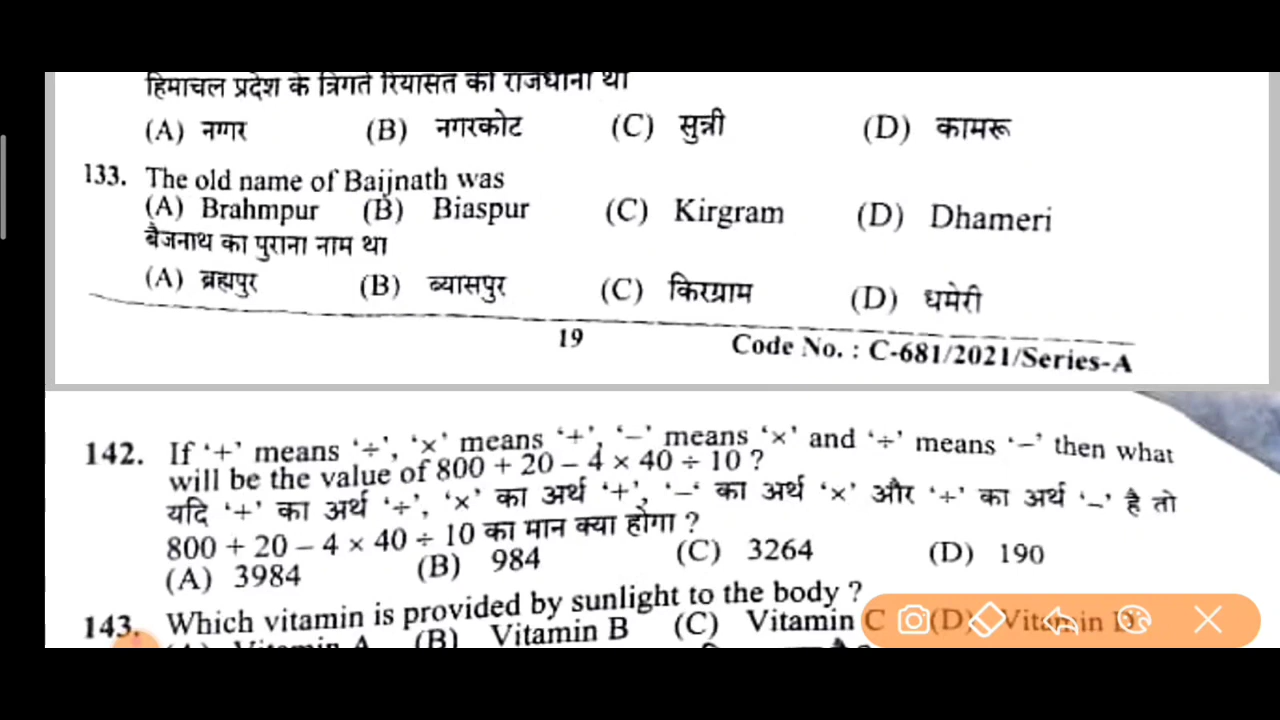 हिमाचल प्रदेश के त्रिगर्त रियासत की राजधानी था
(A) नग्गर (B) नगरकोट (C) सुन्नी (D) कामरू
133. The old name of Baijnath was
(A) Brahmpur (B) Biaspur (C) Kirgram (D) Dhameri
बैजनाथ का पुराना नाम था
(A) ब्रह्मपुर (B) ब्यासपुर (C) किरग्राम (D) धमेरी
19 Code No. : C-681/2021/Series-A
142. If ‘+’ means ‘÷’, ‘×’ means ‘+’, ‘–’ means ‘×’ and ‘÷’ means ‘–’ then what
will be the value of 800 + 20 – 4 × 40 ÷ 10 ?
यदि ‘+’ का अर्थ ‘÷’, ‘×’ का अर्थ ‘+’, ‘–‘ का अर्थ ‘×’ और ‘÷’ का अर्थ ‘–’ है तो
800 + 20 – 4 × 40 ÷ 10 का मान क्या होगा ?
(A) 3984 (B) 984 (C) 3264 (D) 190
143. Which vitamin is provided by sunlight to the body ?
(A) Vitamin A (B) Vitamin B (C) Vitamin C (D) Vitamin D